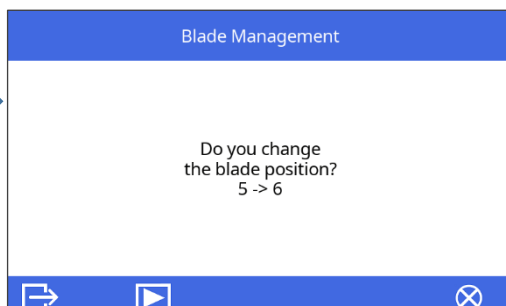 Blade Management
Do you change
the blade position?
5 -> 6